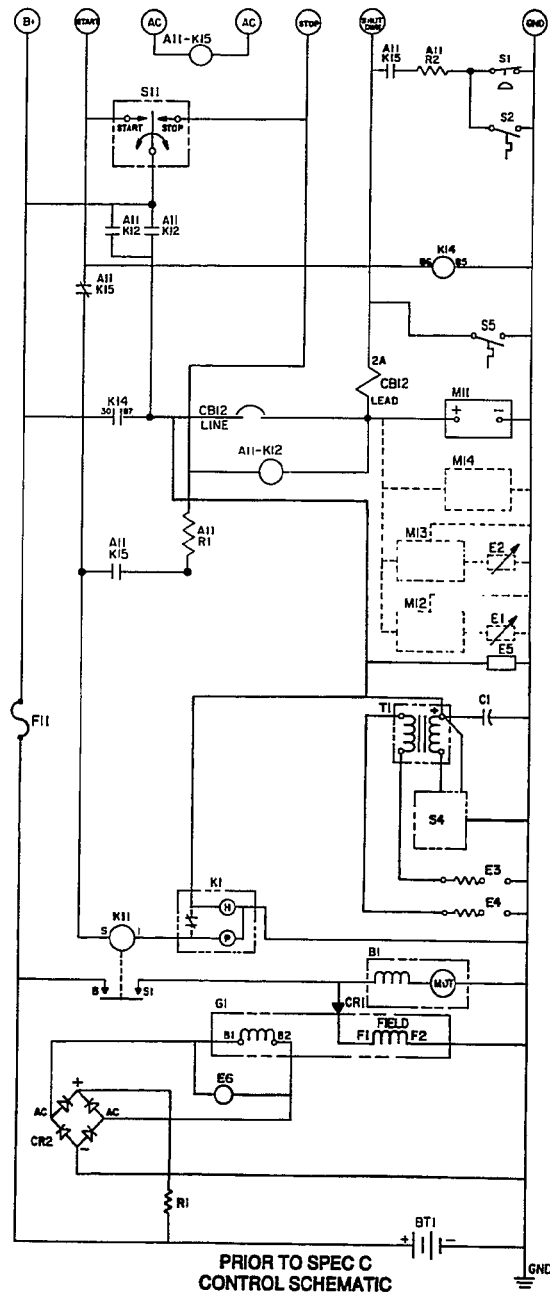 B+ START AC AC STOP SHUT DWN GND
A11-K15
A11 K15
A11 R2
S1
S2
S11
START STOP
A11 K12
A11 K12
K14
86 85
A11 K15
S5
2A
CB12
LEAD
K14
30 87
CB12
LINE
M11
+ -
A11-K12
M14
A11
R1
M13
E2
A11
K15
M12
E1
E5
F11
T1
+
C1
S4
E3
E4
K1
H
P
K11
S I
B1
MOT
B S1
G1
CR1
FIELD
B1 B2
F1 F2
E6
+
AC AC
CR2
-
R1
BT1
+ -
PRIOR TO SPEC C
CONTROL SCHEMATIC
GND